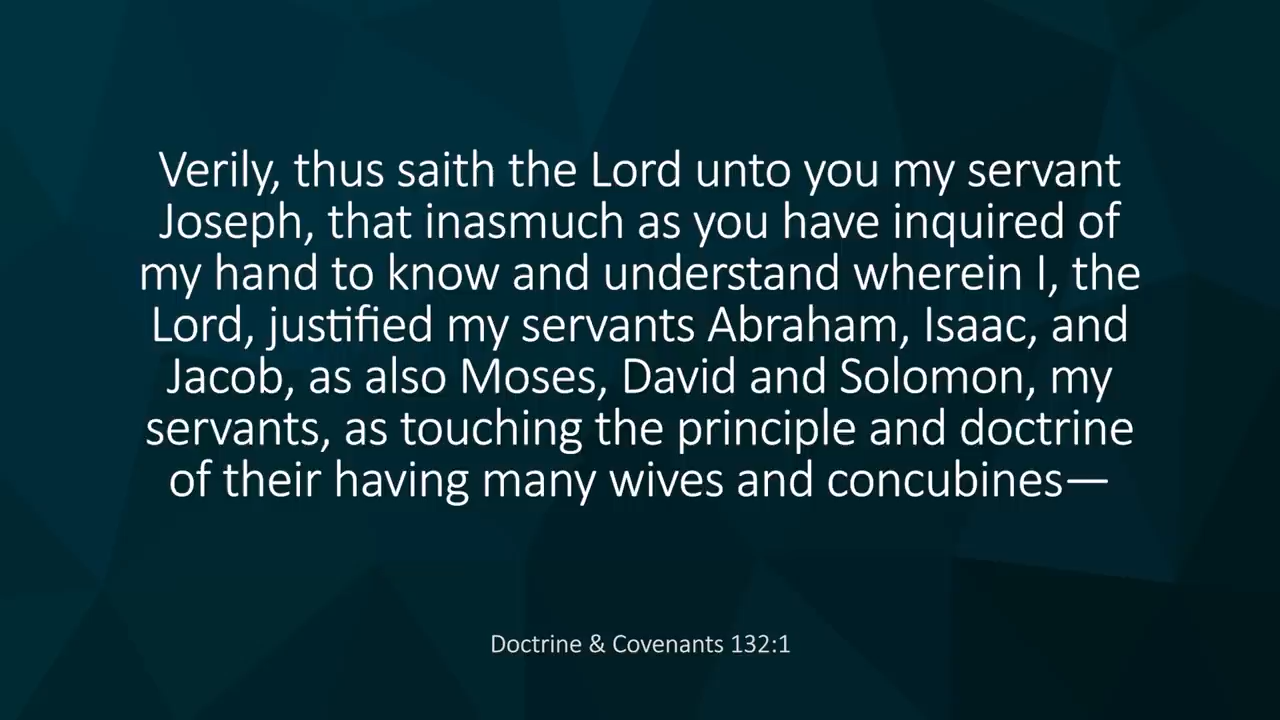 Verily, thus saith the Lord unto you my servant
Joseph, that inasmuch as you have inquired of
my hand to know and understand wherein I, the
Lord, justified my servants Abraham, Isaac, and
Jacob, as also Moses, David and Solomon, my
servants, as touching the principle and doctrine
of their having many wives and concubines—
Doctrine & Covenants 132:1